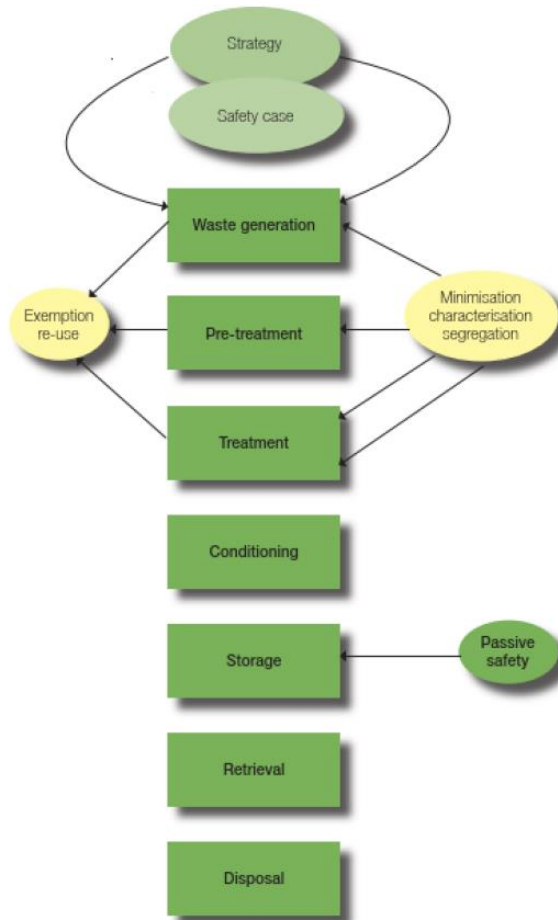 Strategy
Safety case
Waste generation
Exemption
re-use
Pre-treatment
Minimisation
characterisation
segregation
Treatment
Conditioning
Storage
Passive
safety
Retrieval
Disposal